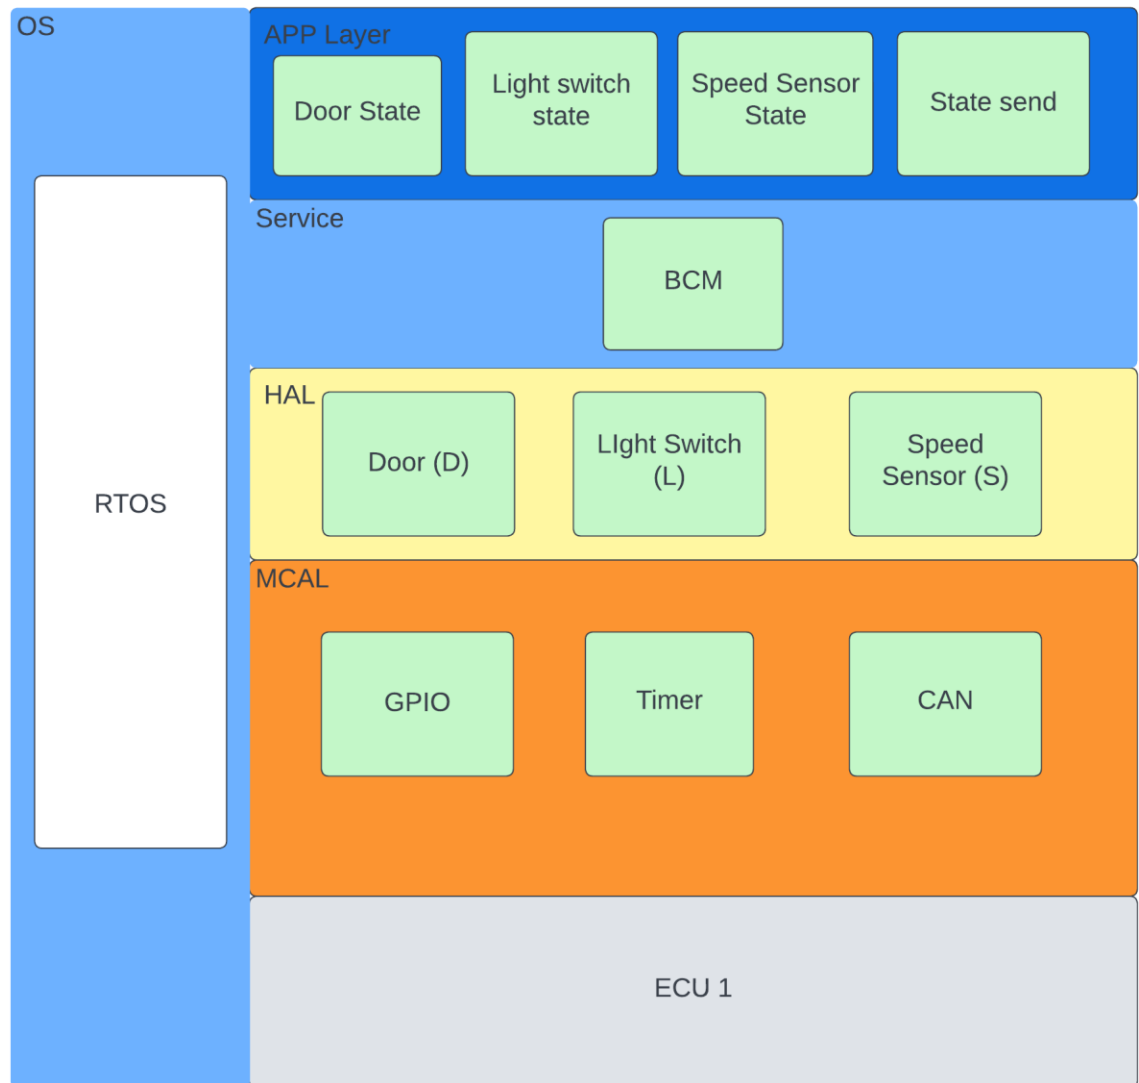 OS
APP Layer
Door State
Light switch
state
Speed Sensor
State
State send
Service
BCM
HAL
Door (D)
LIght Switch
(L)
Speed
Sensor (S)
RTOS
MCAL
GPIO
Timer
CAN
ECU 1